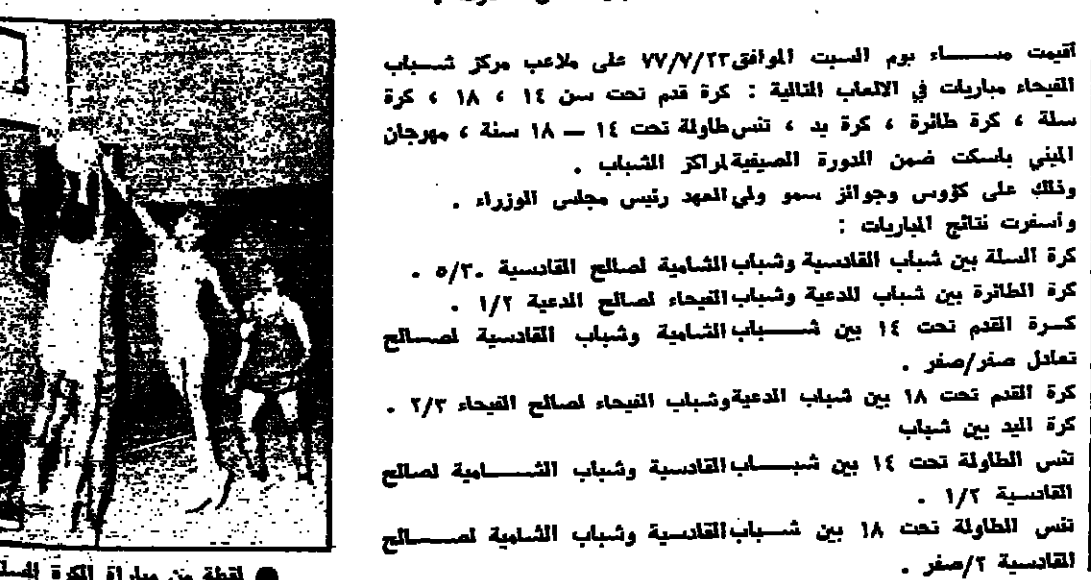 أقيمت مساء يوم السبت الموافق ٧٧/٧/٢٣ على ملاعب مركز شباب
الفيحاء مباريات في الالعاب التالية : كرة قدم تحت سن ١٤ ، ١٨ ، كرة
سلة ، كرة طائرة ، كرة يد ، تنس طاولة تحت ١٤ — ١٨ سنة ، مهرجان
الميني باسكت ضمن الدورة الصيفية لمراكز الشباب .
وذلك على كؤوس وجوائز سمو ولي العهد رئيس مجلس الوزراء .
وأسفرت نتائج المباريات :
كرة السلة بين شباب القادسية وشباب الشامية لصالح القادسية ٥/٣٠ .
كرة الطائرة بين شباب الدعية وشباب الفيحاء لصالح الدعية ١/٢ .
كرة القدم تحت ١٤ بين شباب الشامية وشباب القادسية لصالح
تعادل صفر/صفر .
كرة القدم تحت ١٨ بين شباب الدعية وشباب الفيحاء لصالح الفيحاء ٢/٣ .
كرة اليد بين شباب
تنس الطاولة تحت ١٤ بين شباب القادسية وشباب الشامية لصالح
القادسية ١/٢ .
تنس الطاولة تحت ١٨ بين شباب القادسية وشباب الشامية لصالح
القادسية ٢/صفر .
● لقطة من مباراة الكرة